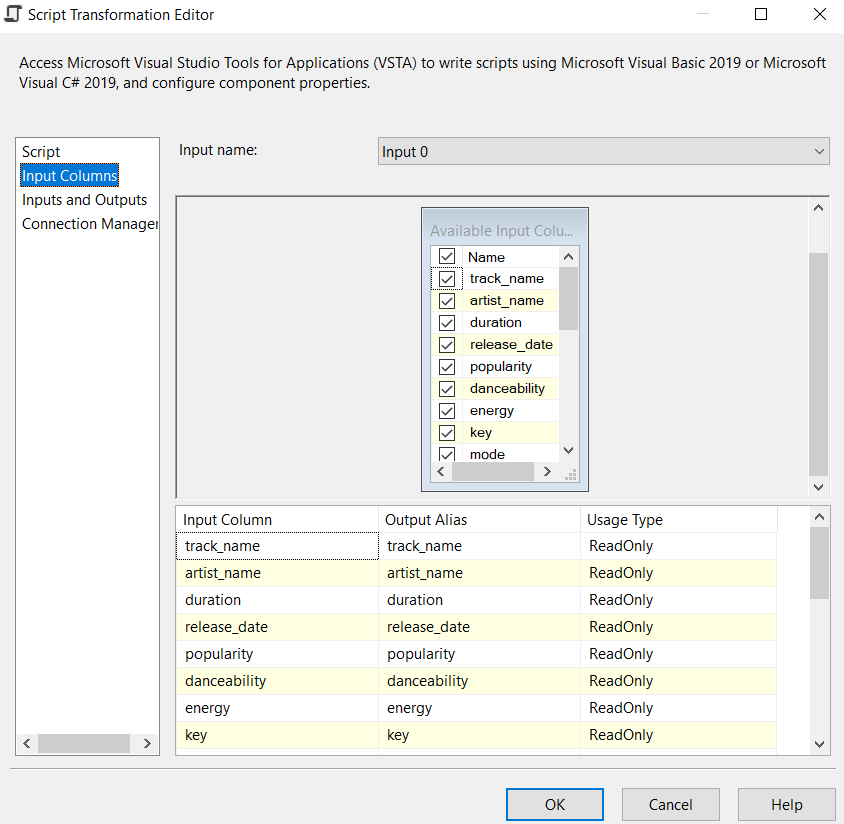 Script Transformation Editor
Access Microsoft Visual Studio Tools for Applications (VSTA) to write scripts using Microsoft Visual Basic 2019 or Microsoft
Visual C# 2019, and configure component properties.
Script
Input Columns
Inputs and Outputs
Connection Manager
Input name:
Input 0
Available Input Colu...
Name
track_name
artist_name
duration
release_date
popularity
danceability
energy
key
mode
Input Column Output Alias Usage Type
track_name track_name ReadOnly
artist_name artist_name ReadOnly
duration duration ReadOnly
release_date release_date ReadOnly
popularity popularity ReadOnly
danceability danceability ReadOnly
energy energy ReadOnly
key key ReadOnly
OK Cancel Help